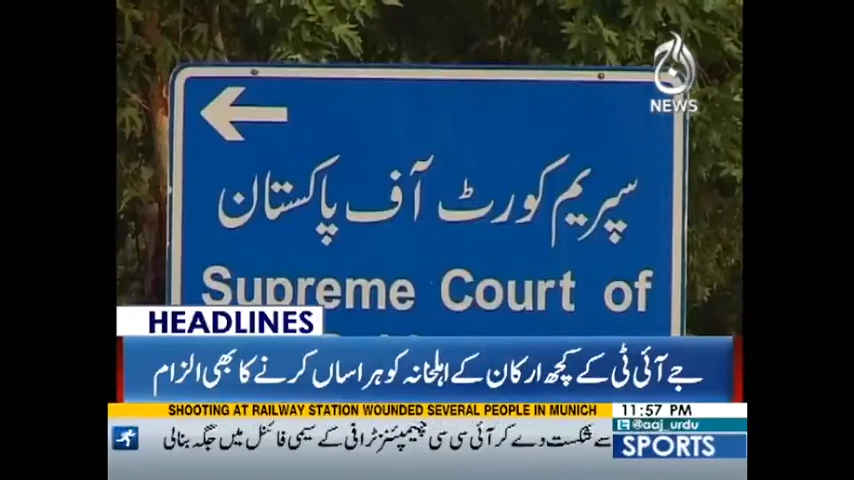 آج
NEWS
سپریم کورٹ آف پاکستان
Supreme Court of
HEADLINES
جے آئی ٹی کے کچھ ارکان کے اہلخانہ کو ہراساں کرنے کا بھی الزام
SHOOTING AT RAILWAY STATION WOUNDED SEVERAL PEOPLE IN MUNICH
11:57 PM
@aaj_urdu
سے شکست دے کر آئی سی سی چیمپئنز ٹرافی کے سیمی فائنل میں جگہ بنالی
SPORTS